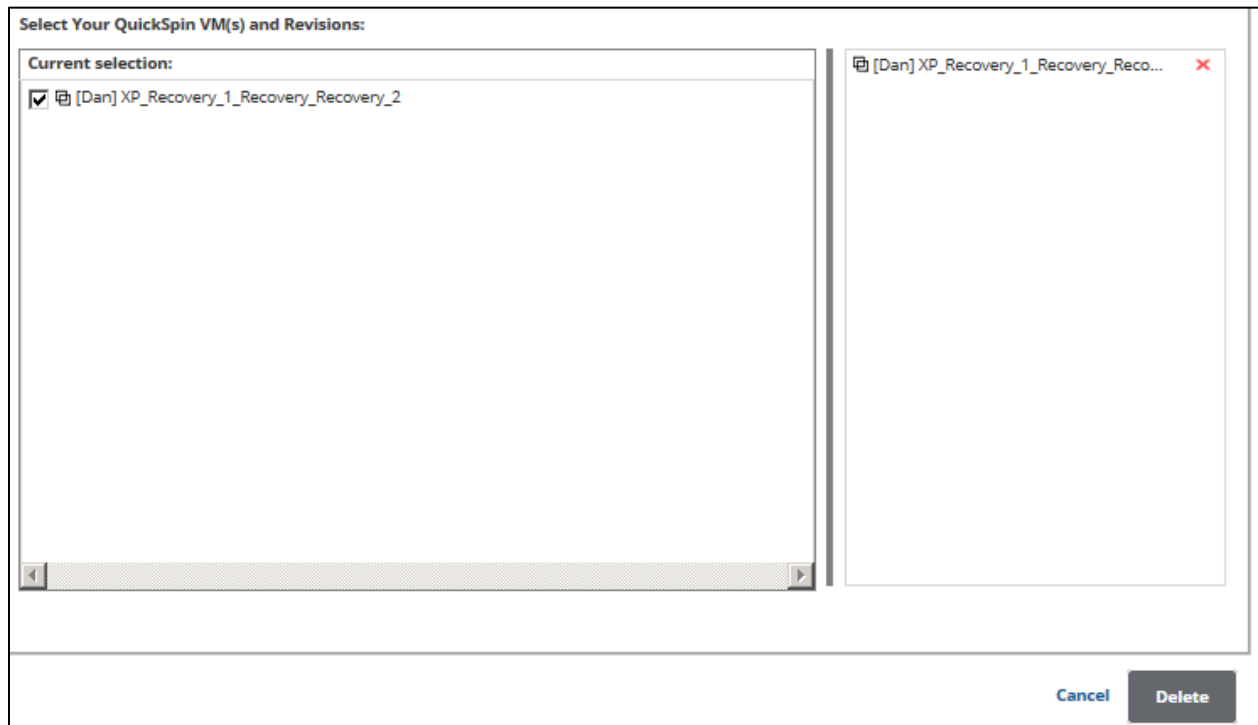 Select Your QuickSpin VM(s) and Revisions:
Current selection:
[Dan] XP_Recovery_1_Recovery_Recovery_2
[Dan] XP_Recovery_1_Recovery_Reco...
Cancel
Delete